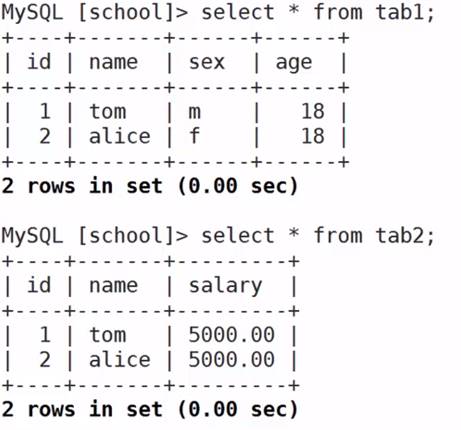 MySQL [school]> select * from tab1;
+----+-------+------+------+
| id | name  | sex  | age  |
+----+-------+------+------+
|  1 | tom   | m    |   18 |
|  2 | alice | f    |   18 |
+----+-------+------+------+
2 rows in set (0.00 sec)

MySQL [school]> select * from tab2;
+----+-------+---------+
| id | name  | salary  |
+----+-------+---------+
|  1 | tom   | 5000.00 |
|  2 | alice | 5000.00 |
+----+-------+---------+
2 rows in set (0.00 sec)